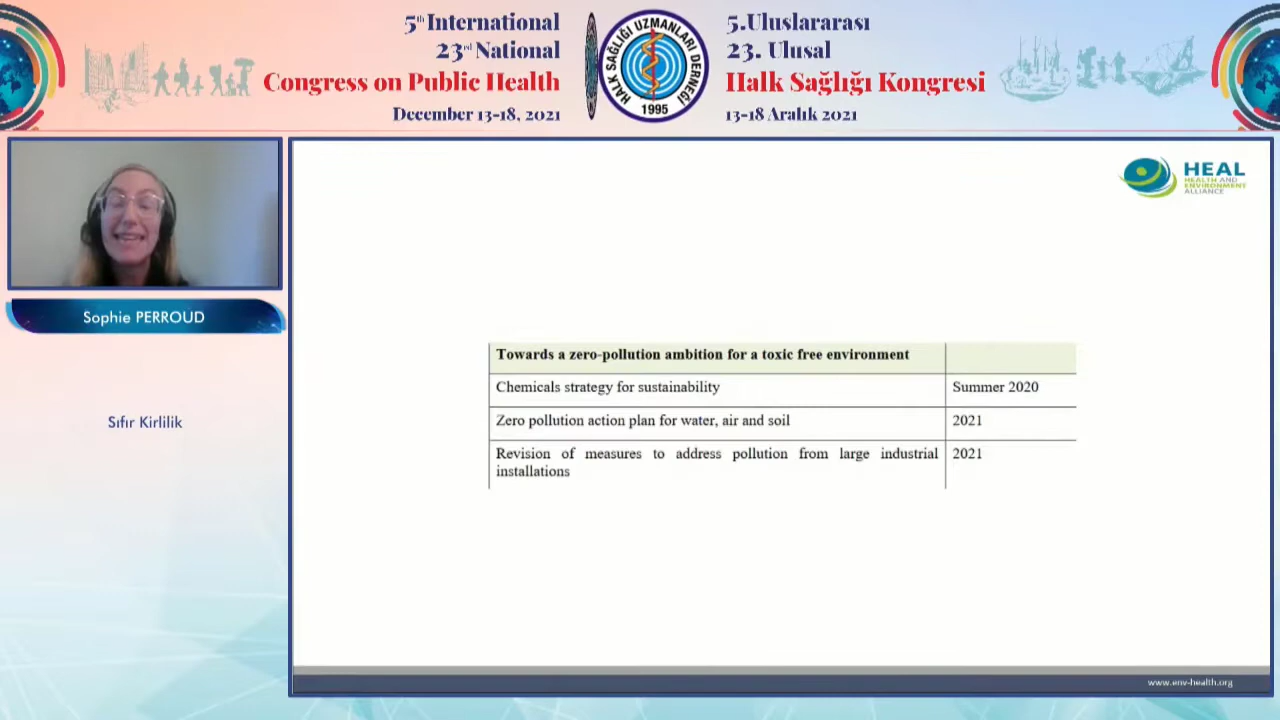 5th International
23rd National
Congress on Public Health
December 13-18, 2021
HALK SAĞLIĞI UZMANLARI DERNEĞİ
1995
5.Uluslararası
23. Ulusal
Halk Sağlığı Kongresi
13-18 Aralık 2021
Sophie PERROUD
Sıfır Kirlilik
HEAL
HEALTH AND
ENVIRONMENT
ALLIANCE
Towards a zero-pollution ambition for a toxic free environment
Chemicals strategy for sustainability Summer 2020
Zero pollution action plan for water, air and soil 2021
Revision of measures to address pollution from large industrial 2021
installations
www.env-health.org